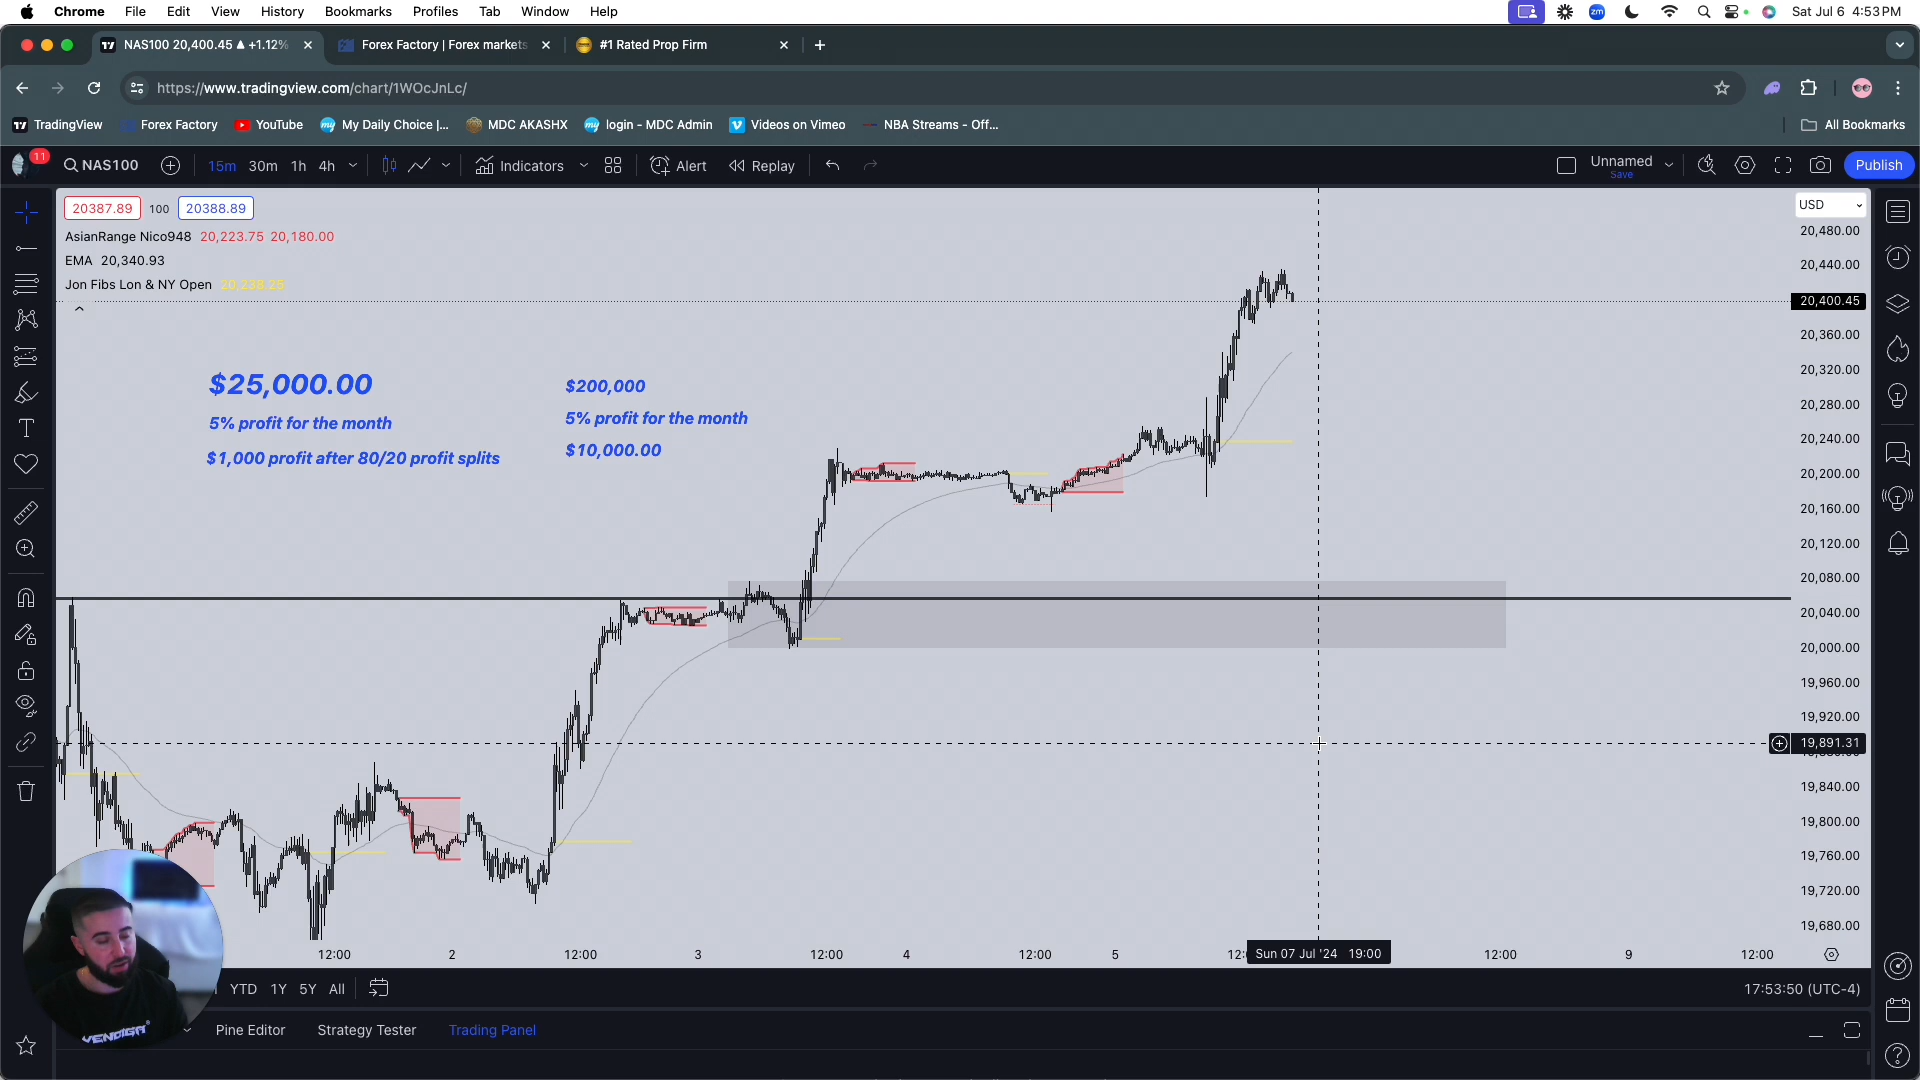 Chrome File Edit View History Bookmarks Profiles Tab Window Help zm Sat Jul 6 4:53 PM
NAS100 20,400.45 ▲ +1.12% Forex Factory | Forex markets #1 Rated Prop Firm
https://www.tradingview.com/chart/1WOcJnLc/
TradingView Forex Factory YouTube My Daily Choice |... MDC AKASHX login - MDC Admin Videos on Vimeo NBA Streams - Off... All Bookmarks
11 NAS100 15m 30m 1h 4h Indicators Alert Replay Unnamed Save Publish
20387.89 100 20388.89 USD
AsianRange Nico948 20,223.75 20,180.00
EMA 20,340.93
Jon Fibs Lon & NY Open 20,238.25
$25,000.00
5% profit for the month
$1,000 profit after 80/20 profit splits
$200,000
5% profit for the month
$10,000.00
20,480.00
20,440.00
20,400.45
20,360.00
20,320.00
20,280.00
20,240.00
20,200.00
20,160.00
20,120.00
20,080.00
20,040.00
20,000.00
19,960.00
19,920.00
19,891.31
19,840.00
19,800.00
19,760.00
19,720.00
19,680.00
12:00 2 12:00 3 12:00 4 12:00 5 12: Sun 07 Jul '24 19:00 12:00 9 12:00
YTD 1Y 5Y All 17:53:50 (UTC-4)
Pine Editor Strategy Tester Trading Panel
VENDIGR